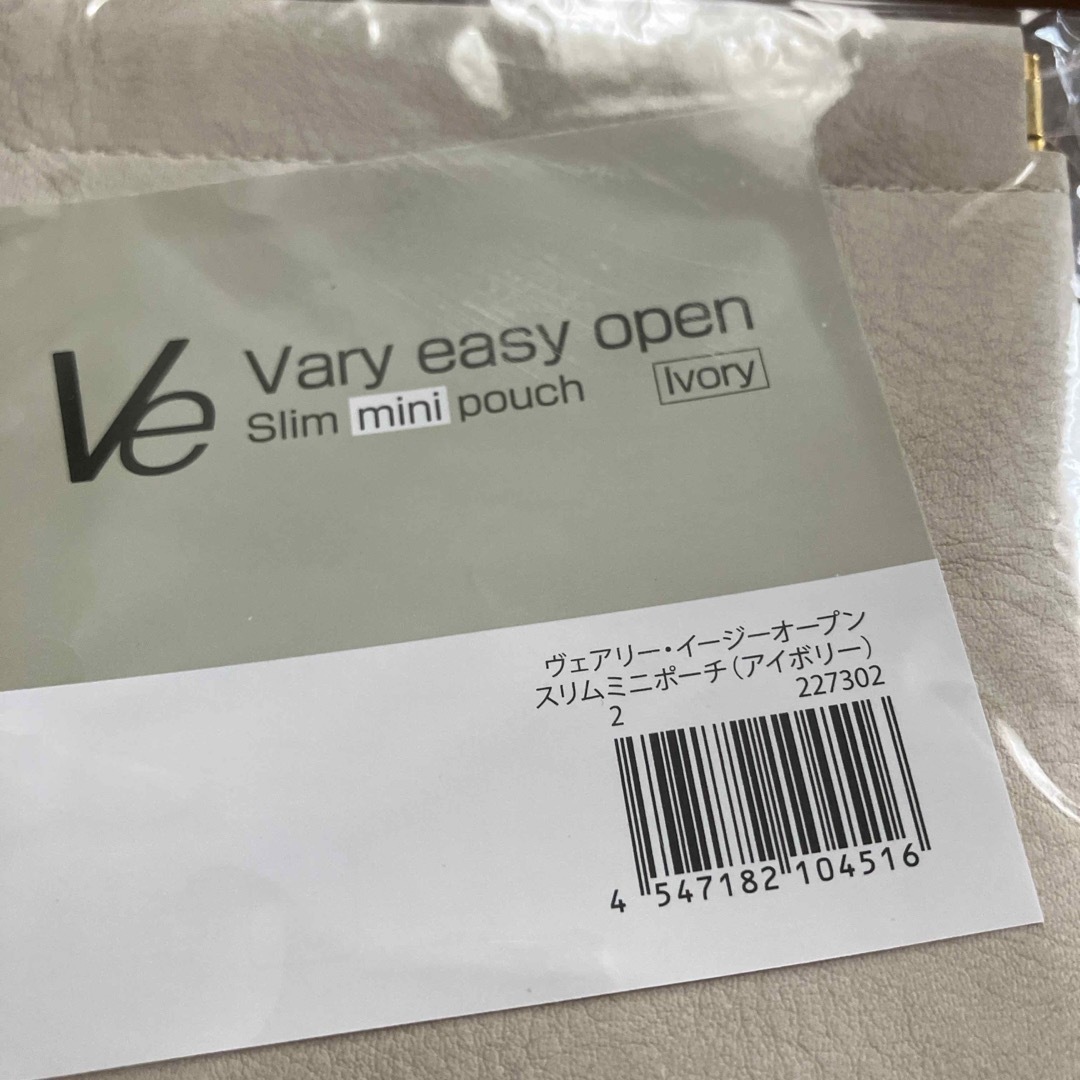 Ve
Vary easy open
Slim mini pouch Ivory
ヴェアリー・イージーオープン
スリムミニポーチ(アイボリー)
2 227302
4 547182 104516